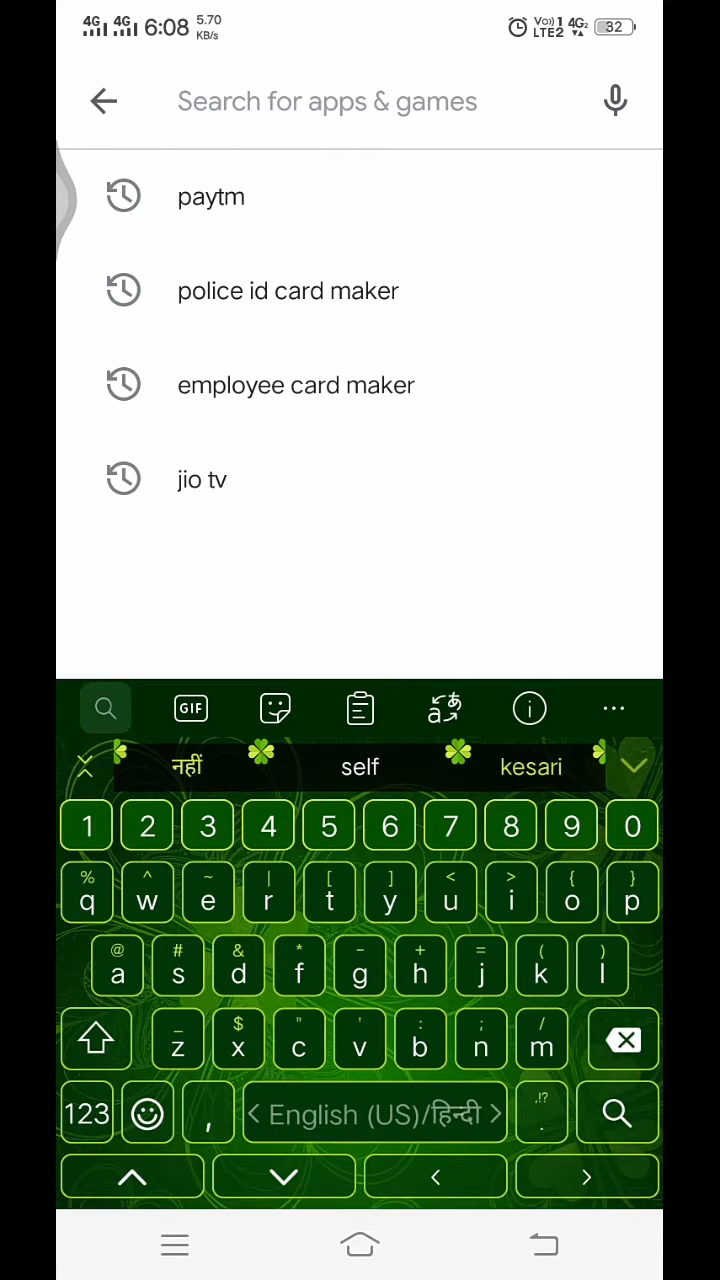 4G 4G 6:08 5.70 KB/s Vo)) 1 LTE2 4G2 32
Search for apps & games
paytm
police id card maker
employee card maker
jio tv
GIF
नहीं self kesari
1 2 3 4 5 6 7 8 9 0
% ^ ~ | [ ] < > { }
q w e r t y u i o p
@ # & * - + = ( )
a s d f g h j k l
_ $ " ' : ; /
z x c v b n m
123 , < English (US)/हिन्दी > ,!? .